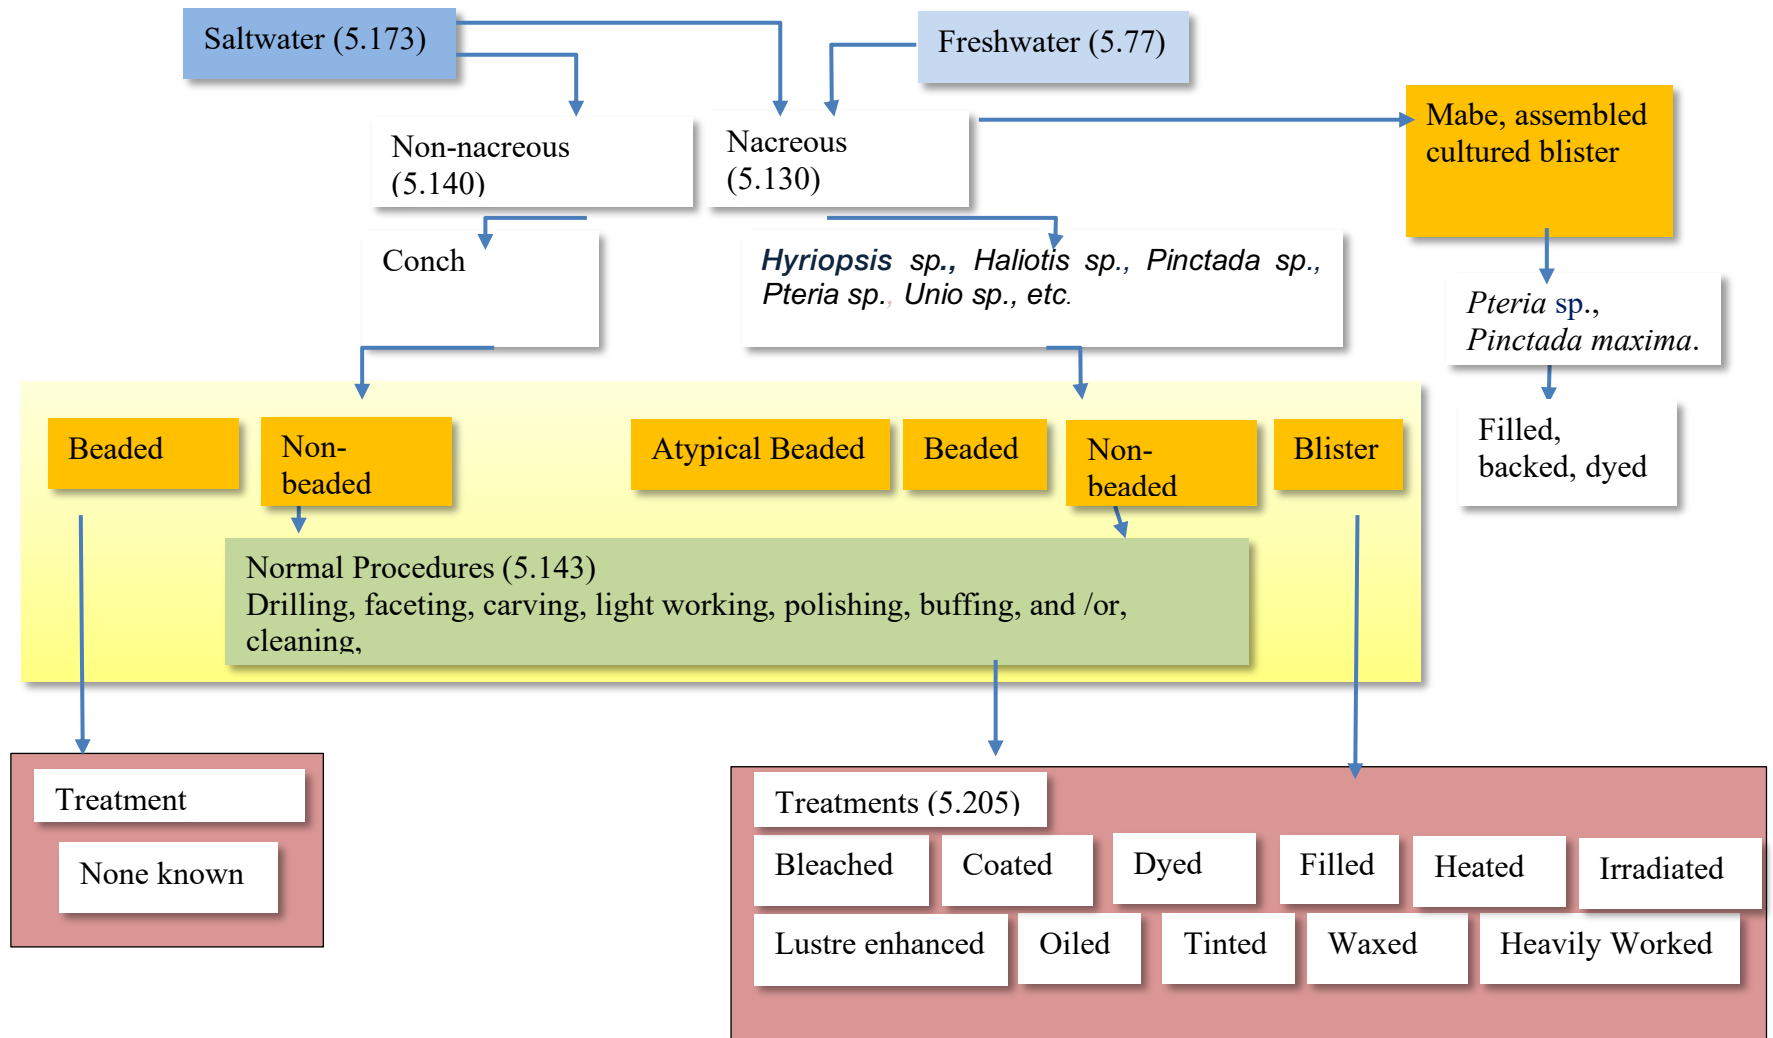 Saltwater (5.173)
Freshwater (5.77)
Non-nacreous
(5.140)
Nacreous
(5.130)
Mabe, assembled
cultured blister
Conch
Hyriopsis sp., Haliotis sp., Pinctada sp.,
Pteria sp., Unio sp., etc.
Pteria sp.,
Pinctada maxima.
Filled,
backed, dyed
Beaded
Non-
beaded
Atypical Beaded
Beaded
Non-
beaded
Blister
Normal Procedures (5.143)
Drilling, faceting, carving, light working, polishing, buffing, and /or,
cleaning,
Treatment
None known
Treatments (5.205)
Bleached
Coated
Dyed
Filled
Heated
Irradiated
Lustre enhanced
Oiled
Tinted
Waxed
Heavily Worked